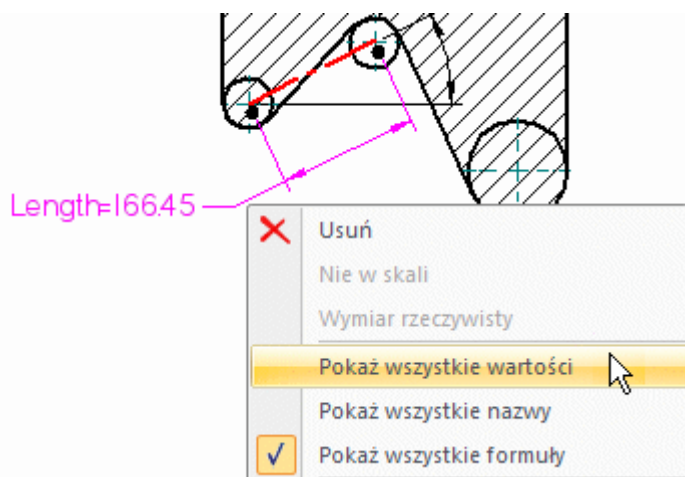 Length=166.45
Usuń
Nie w skali
Wymiar rzeczywisty
Pokaż wszystkie wartości
Pokaż wszystkie nazwy
Pokaż wszystkie formuły